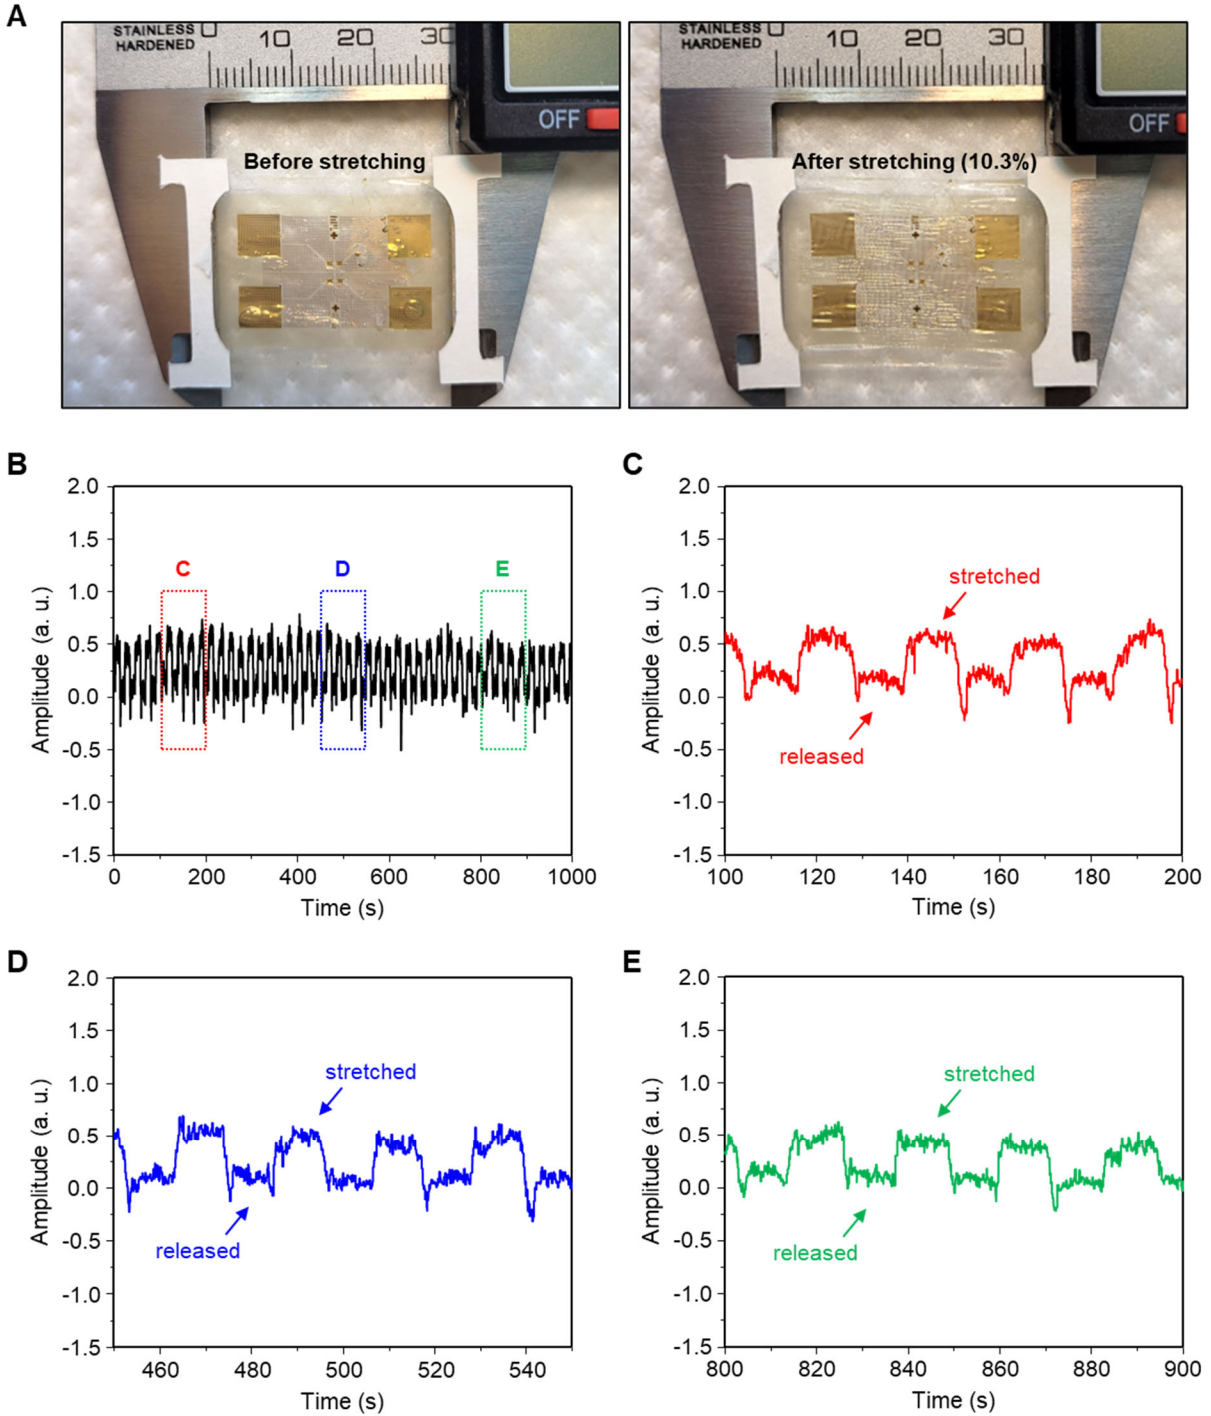 A
STAINLESS
HARDENED
0 10 20 30
OFF
Before stretching
STAINLESS
HARDENED
0 10 20 30
OFF
After stretching (10.3%)
B
2.0
1.5
1.0
0.5
0.0
-0.5
-1.0
-1.5
Amplitude (a. u.)
C
D
E
0 200 400 600 800 1000
Time (s)
C
2.0
1.5
1.0
0.5
0.0
-0.5
-1.0
-1.5
Amplitude (a. u.)
stretched
released
100 120 140 160 180 200
Time (s)
D
2.0
1.5
1.0
0.5
0.0
-0.5
-1.0
-1.5
Amplitude (a. u.)
stretched
released
460 480 500 520 540
Time (s)
E
2.0
1.5
1.0
0.5
0.0
-0.5
-1.0
-1.5
Amplitude (a. u.)
stretched
released
800 820 840 860 880 900
Time (s)